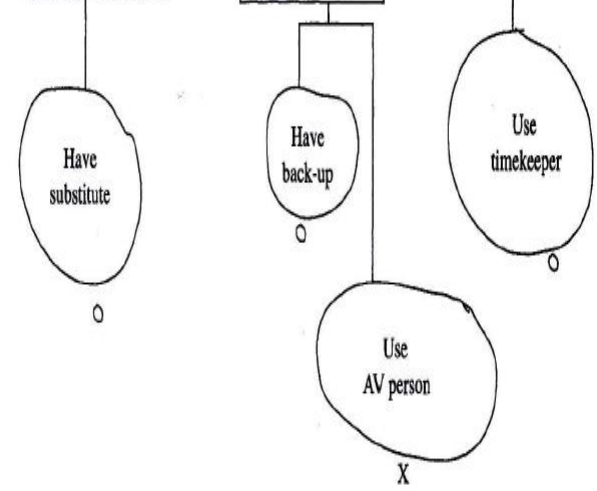 Have
substitute
O
Have
back-up
O
Use
timekeeper
O
Use
AV person
X